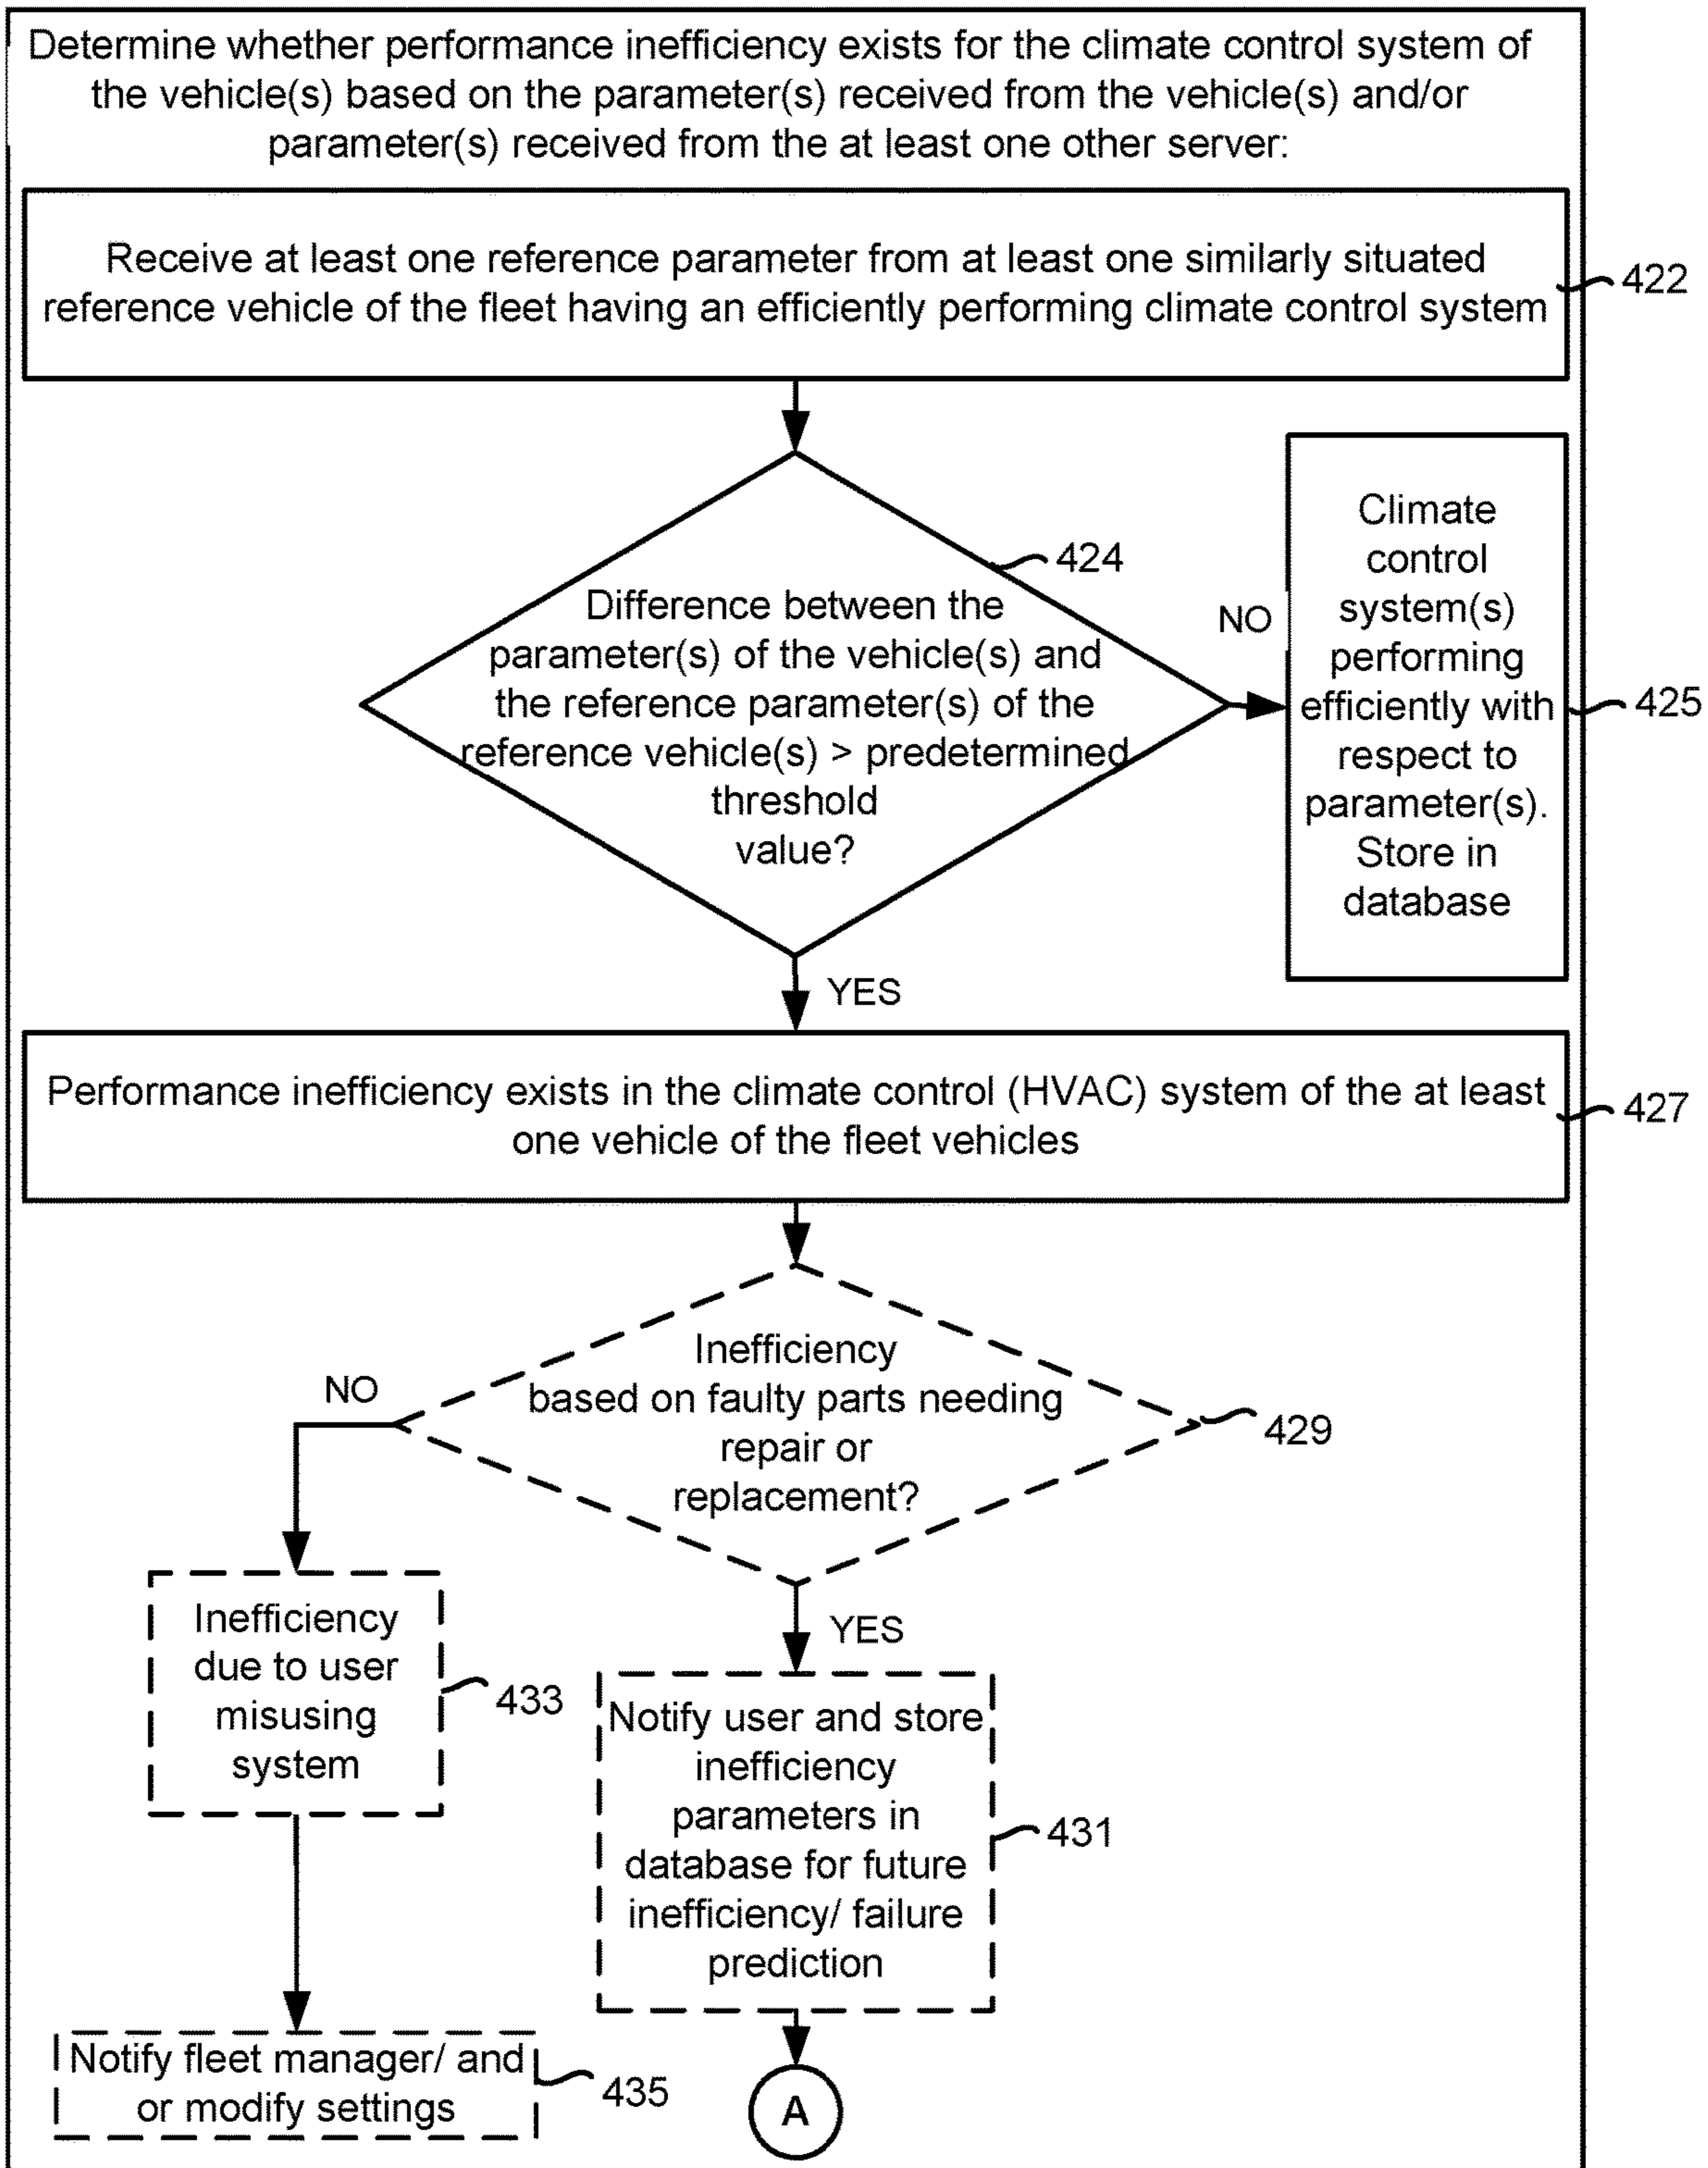 Determine whether performance inefficiency exists for the climate control system of
the vehicle(s) based on the parameter(s) received from the vehicle(s) and/or
parameter(s) received from the at least one other server:
Receive at least one reference parameter from at least one similarly situated
reference vehicle of the fleet having an efficiently performing climate control system
422
424
Difference between the
parameter(s) of the vehicle(s) and
the reference parameter(s) of the
reference vehicle(s) > predetermined
threshold
value?
NO
Climate
control
system(s)
performing
efficiently with
respect to
parameter(s).
Store in
database
425
YES
Performance inefficiency exists in the climate control (HVAC) system of the at least
one vehicle of the fleet vehicles
427
Inefficiency
based on faulty parts needing
repair or
replacement?
429
NO
Inefficiency
due to user
misusing
system
433
YES
Notify user and store
inefficiency
parameters in
database for future
inefficiency/ failure
prediction
431
Notify fleet manager/ and
or modify settings
435
A